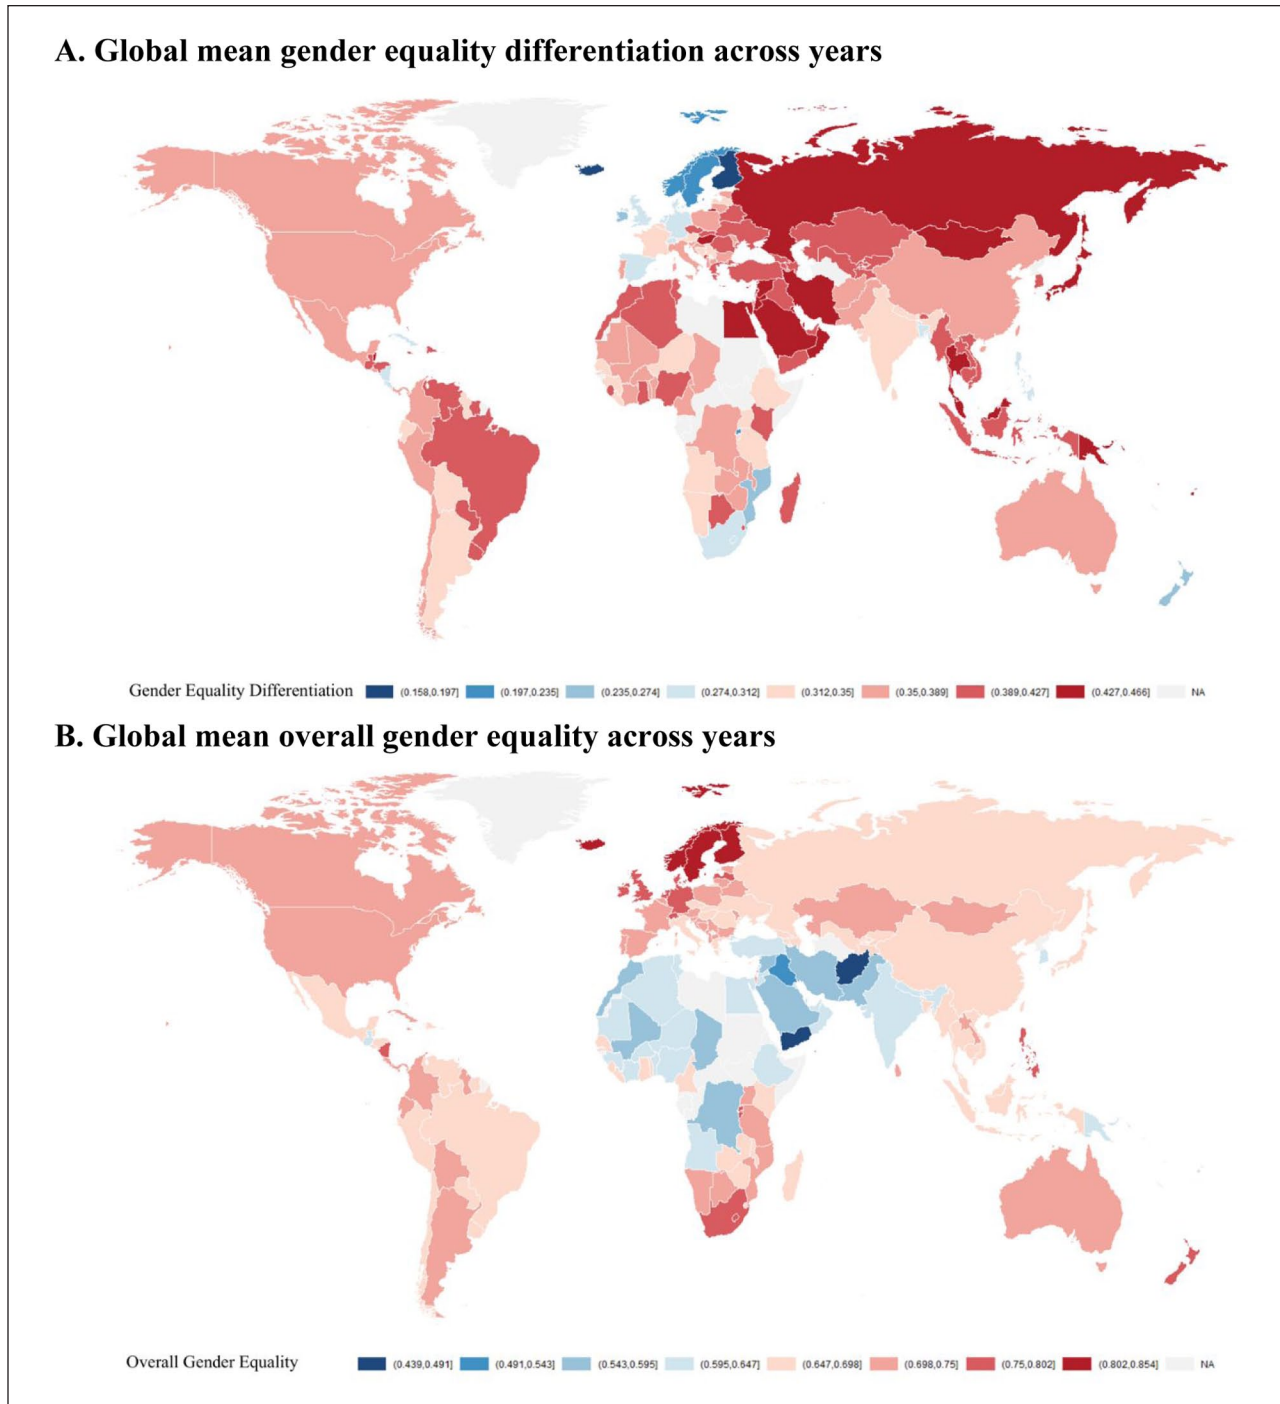 A. Global mean gender equality differentiation across years
Gender Equality Differentiation (0.158,0.197] (0.197,0.235] (0.235,0.274] (0.274,0.312] (0.312,0.35] (0.35,0.389] (0.389,0.427] (0.427,0.466] NA
B. Global mean overall gender equality across years
Overall Gender Equality (0.439,0.491] (0.491,0.543] (0.543,0.595] (0.595,0.647] (0.647,0.698] (0.698,0.75] (0.75,0.802] (0.802,0.854] NA